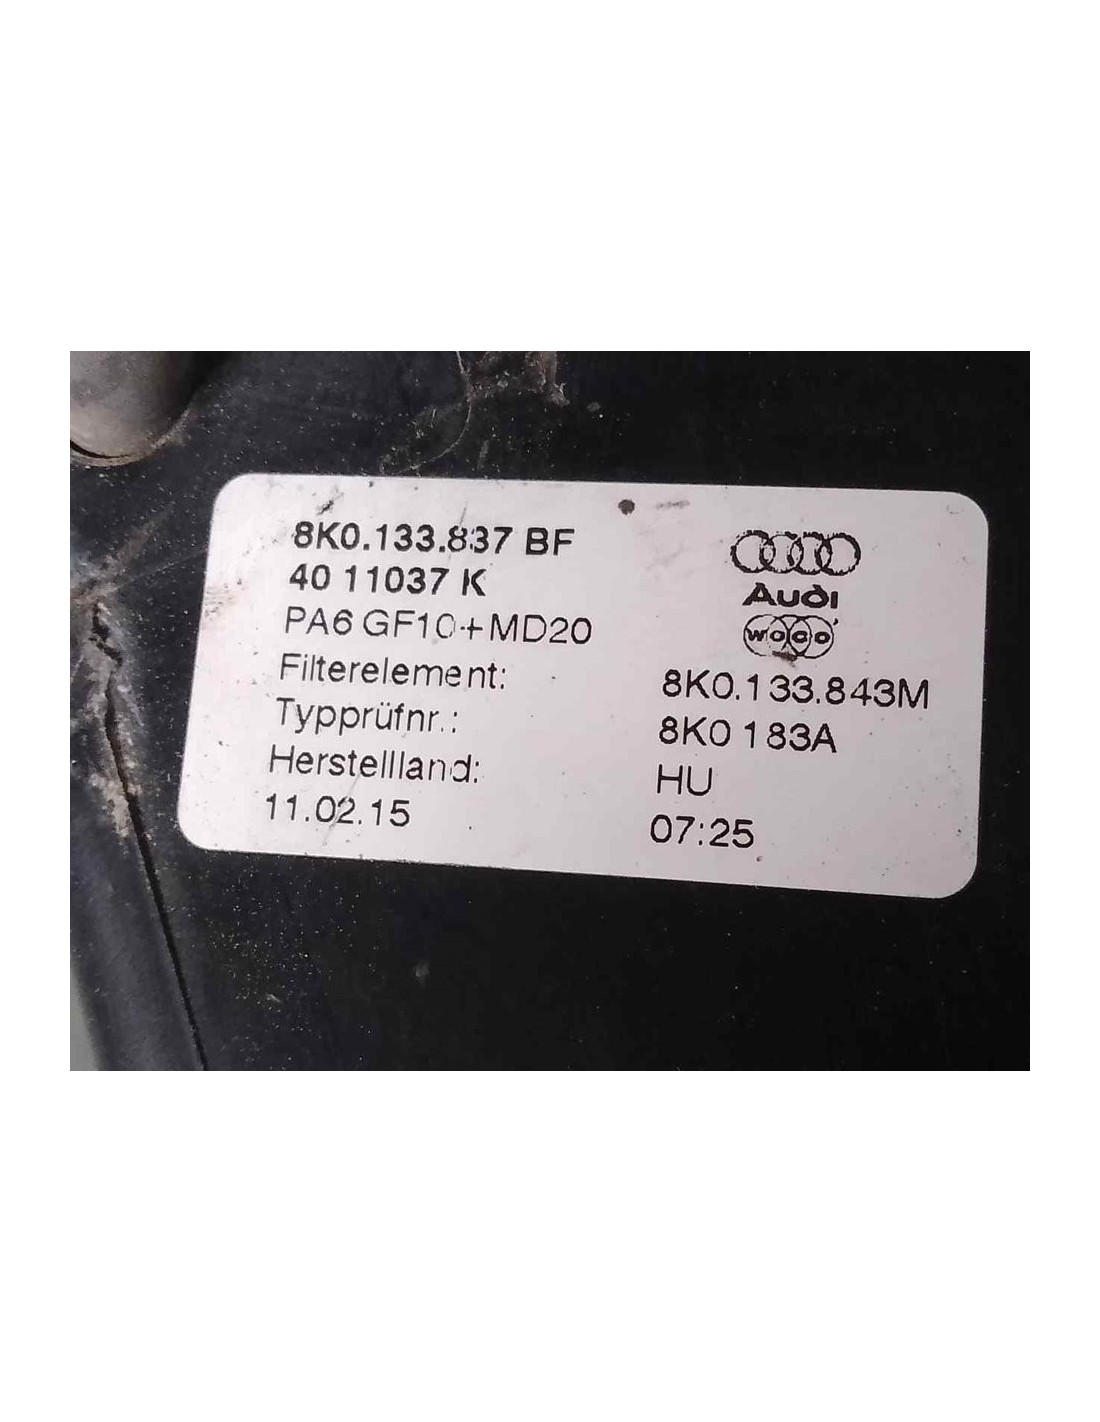 8K0.133.837 BF
40 11037 K
Audi
PA6 GF10+MD20
woco
Filterelement: 8K0.133.843M
Typprüfnr.: 8K0 183A
Herstellland: HU
11.02.15 07:25